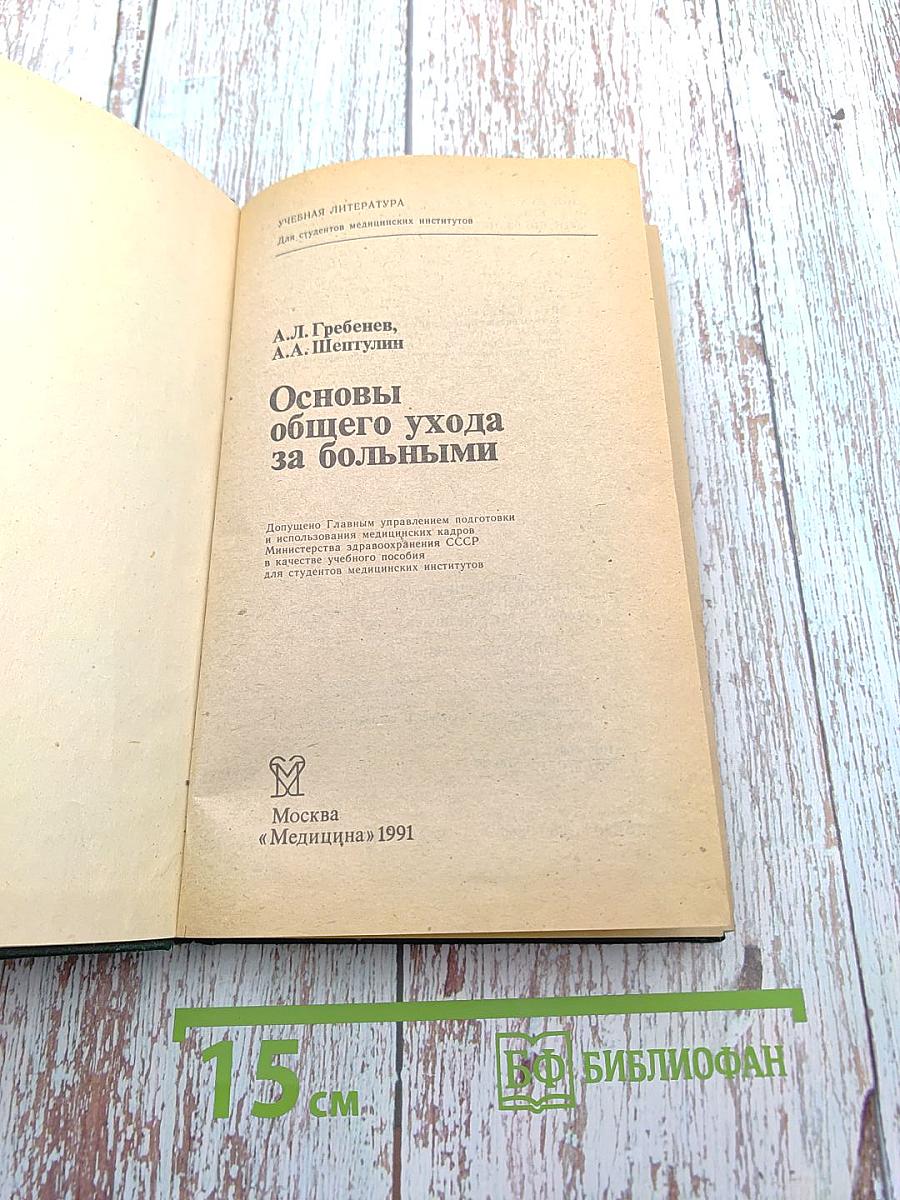 УЧЕБНАЯ ЛИТЕРАТУРА
Для студентов медицинских институтов
А.Л. Гребенев,
А.А. Шептулин
Основы
общего ухода
за больными
Допущено Главным управлением подготовки
и использования медицинских кадров
Министерства здравоохранения СССР
в качестве учебного пособия
для студентов медицинских институтов
М
Москва
«Медицина» 1991
15 см
БФ БИБЛИОФАН